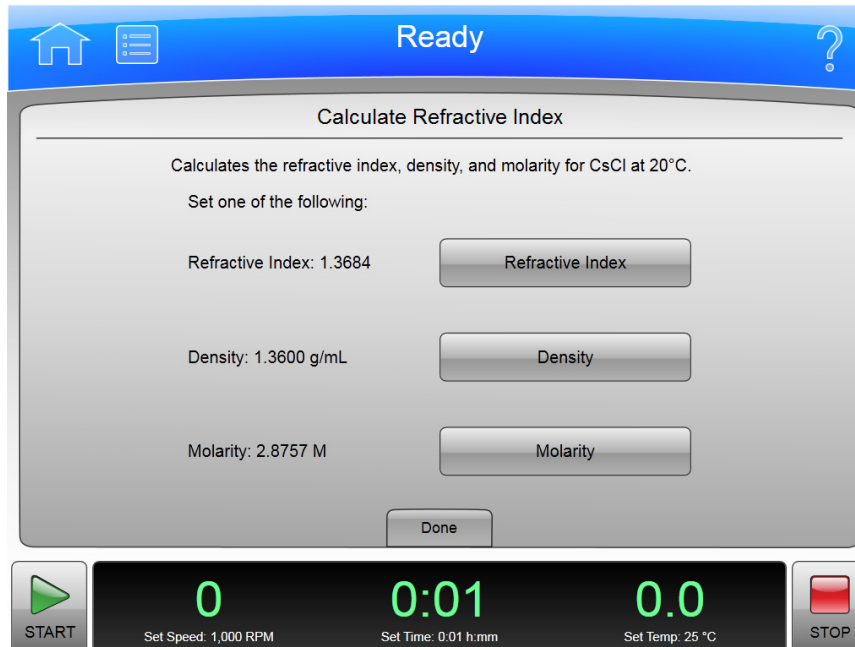 Ready
?
Calculate Refractive Index
Calculates the refractive index, density, and molarity for CsCl at 20°C.
Set one of the following:
Refractive Index: 1.3684 Refractive Index
Density: 1.3600 g/mL Density
Molarity: 2.8757 M Molarity
Done
0 0:01 0.0
START Set Speed: 1,000 RPM Set Time: 0:01 h:mm Set Temp: 25 °C STOP